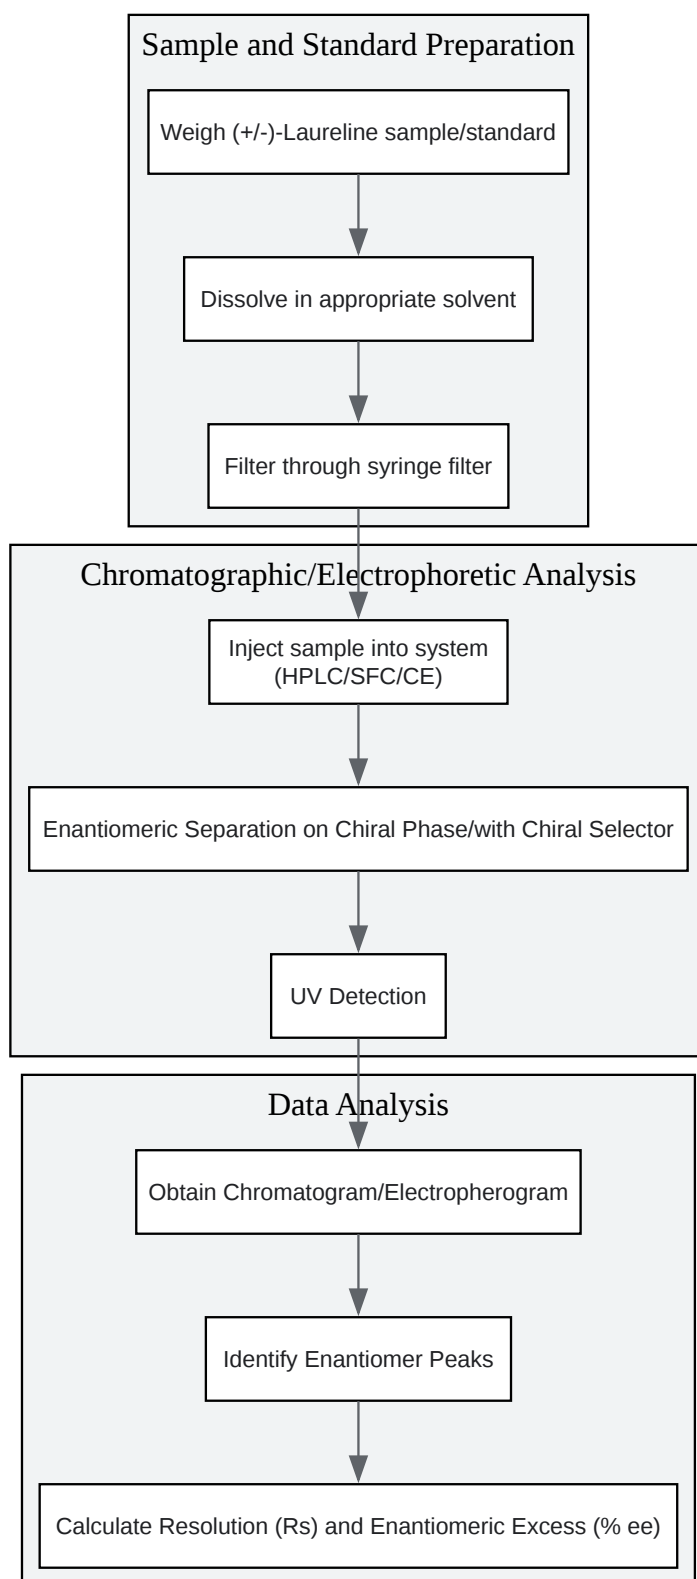 Sample and Standard Preparation
Weigh (+/-)-Laureline sample/standard
Dissolve in appropriate solvent
Filter through syringe filter
Chromatographic/Electrophoretic Analysis
Inject sample into system
(HPLC/SFC/CE)
Enantiomeric Separation on Chiral Phase/with Chiral Selector
UV Detection
Data Analysis
Obtain Chromatogram/Electropherogram
Identify Enantiomer Peaks
Calculate Resolution (Rs) and Enantiomeric Excess (% ee)